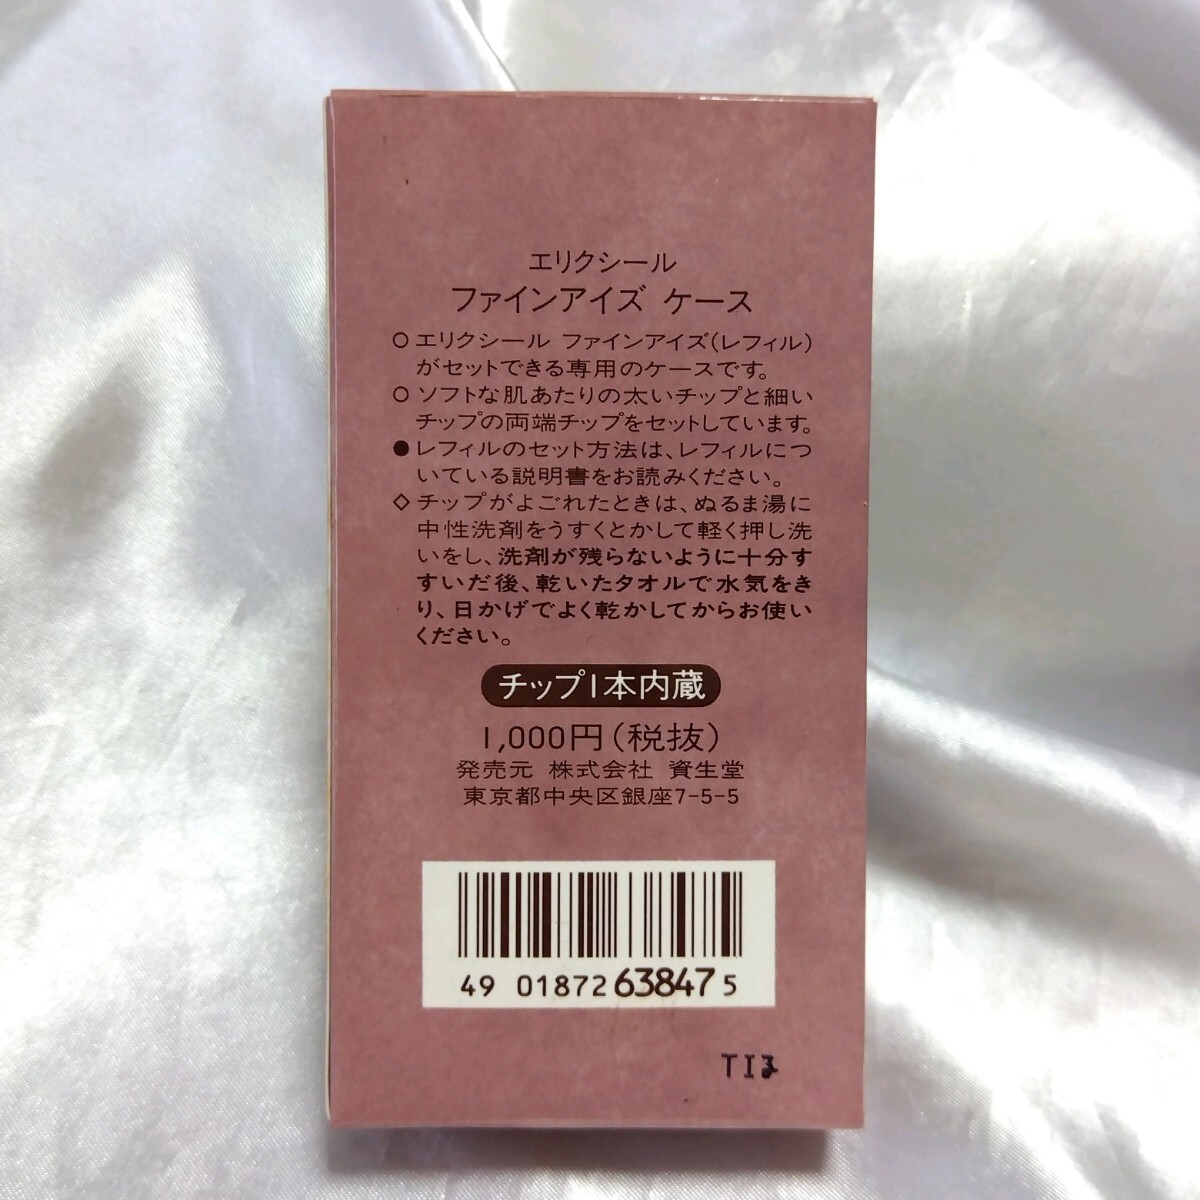 エリクシール
ファインアイズ ケース
○ エリクシール ファインアイズ(レフィル)
がセットできる専用のケースです。
○ ソフトな肌あたりの太いチップと細い
チップの両端チップをセットしています。
● レフィルのセット方法は、レフィルにつ
いている説明書をお読みください。
◇ チップがよごれたときは、ぬるま湯に
中性洗剤をうすくとかして軽く押し洗
いをし、洗剤が残らないように十分す
すいだ後、乾いたタオルで水気をき
り、日かげでよく乾かしてからお使い
ください。
チップ1本内蔵
1,000円(税抜)
発売元 株式会社 資生堂
東京都中央区銀座7-5-5
49 01872 63847 5